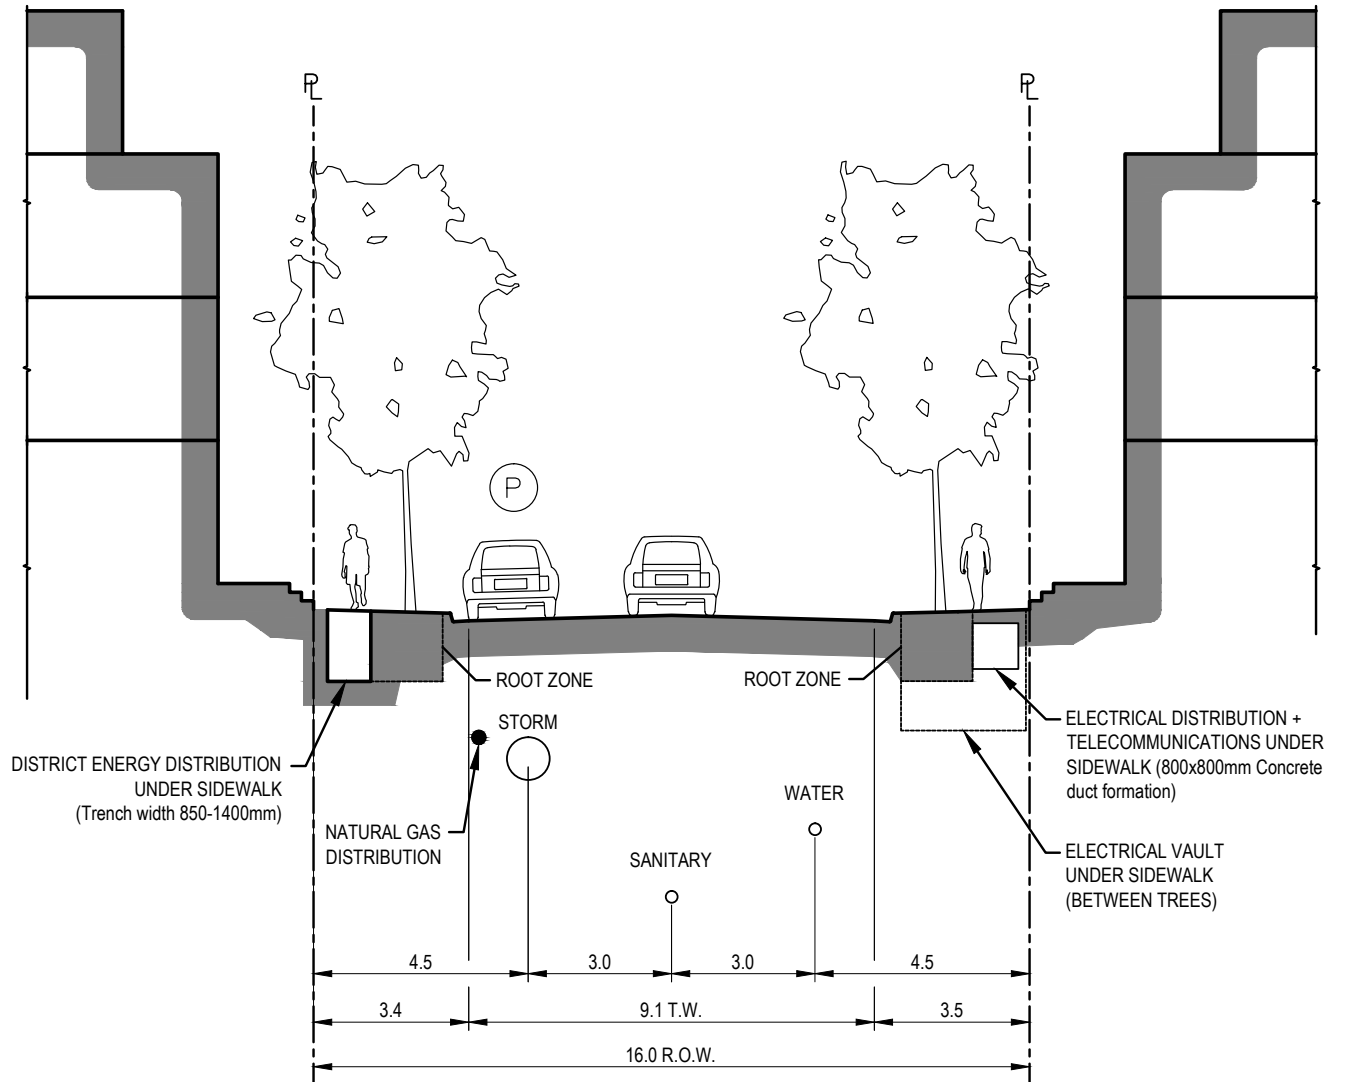 PL
PL
P
ROOT ZONE
ROOT ZONE
STORM
ELECTRICAL DISTRIBUTION +
TELECOMMUNICATIONS UNDER
SIDEWALK (800x800mm Concrete
duct formation)
DISTRICT ENERGY DISTRIBUTION
UNDER SIDEWALK
(Trench width 850-1400mm)
WATER
NATURAL GAS
DISTRIBUTION
SANITARY
ELECTRICAL VAULT
UNDER SIDEWALK
(BETWEEN TREES)
4.5
3.0
3.0
4.5
3.4
9.1 T.W.
3.5
16.0 R.O.W.